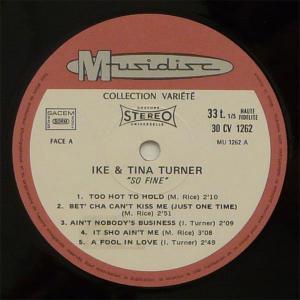 Musidisc
COLLECTION VARIÉTÉ
GRAVURE
STEREO
UNIVERSELLE
33 t. 1/3 HAUTE FIDÉLITÉ
30 CV 1262
SACEM
FACE A
MU 1262 A
IKE & TINA TURNER
"SO FINE"
1. TOO HOT TO HOLD (M. Rice) 2'10
2. BET' CHA CAN'T KISS ME (JUST ONE TIME)
(M. Rice) 2'51
3. AIN'T NOBODY'S BUSINESS (I. Turner) 2'09
4. IT SHO AIN'T ME (M. Rice) 3'08
5. A FOOL IN LOVE (I. Turner) 2'49